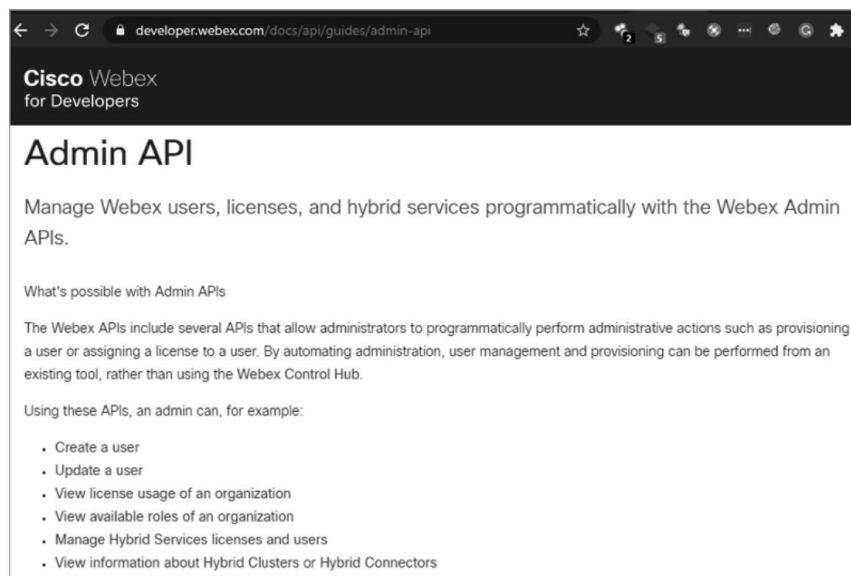 developer.webex.com/docs/api/guides/admin-api
2
5
Cisco Webex
for Developers
Admin API
Manage Webex users, licenses, and hybrid services programmatically with the Webex Admin
APIs.
What's possible with Admin APIs
The Webex APIs include several APIs that allow administrators to programmatically perform administrative actions such as provisioning
a user or assigning a license to a user. By automating administration, user management and provisioning can be performed from an
existing tool, rather than using the Webex Control Hub.
Using these APIs, an admin can, for example:
• Create a user
• Update a user
• View license usage of an organization
• View available roles of an organization
• Manage Hybrid Services licenses and users
• View information about Hybrid Clusters or Hybrid Connectors